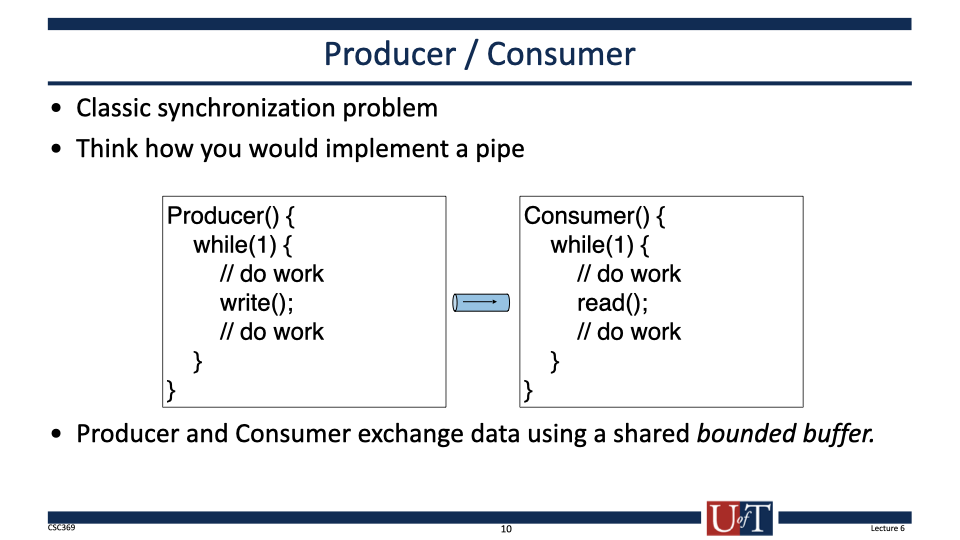 Producer / Consumer
• Classic synchronization problem
• Think how you would implement a pipe
Producer() {
while(1) {
// do work
write();
// do work
}
}
Consumer() {
while(1) {
// do work
read();
// do work
}
}
• Producer and Consumer exchange data using a shared bounded buffer.
CSC369
10
U of T
Lecture 6